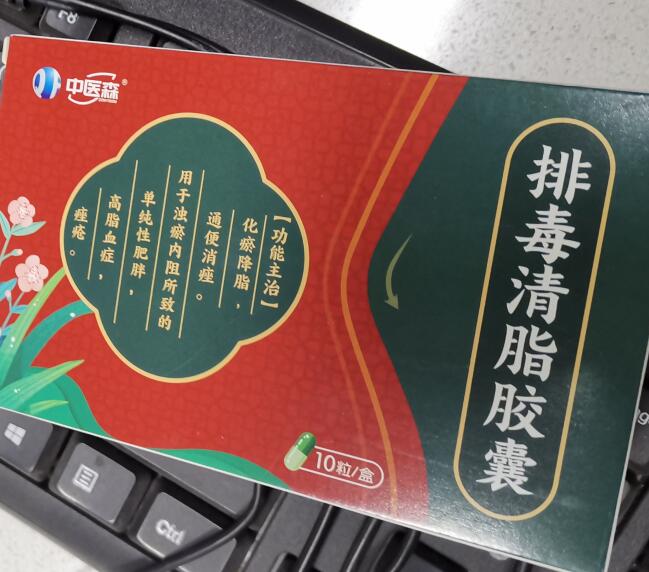 中医森®
排毒清脂胶囊
【功能主治】
化瘀降脂，
通便消痤。
用于浊瘀内阻所致的
单纯性肥胖，
高脂血症，
痤疮。
10粒/盒
Ctrl